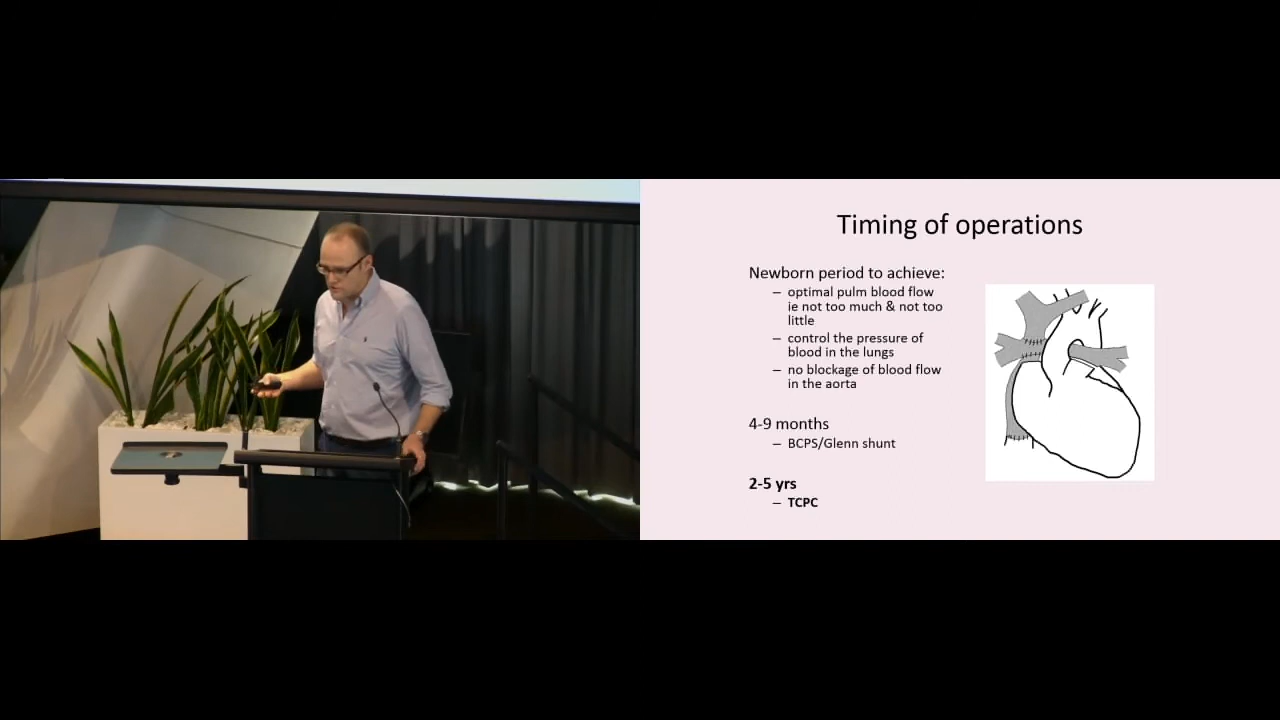 Timing of operations
Newborn period to achieve:
– optimal pulm blood flow
ie not too much & not too
little
– control the pressure of
blood in the lungs
– no blockage of blood flow
in the aorta
4-9 months
– BCPS/Glenn shunt
2-5 yrs
– TCPC